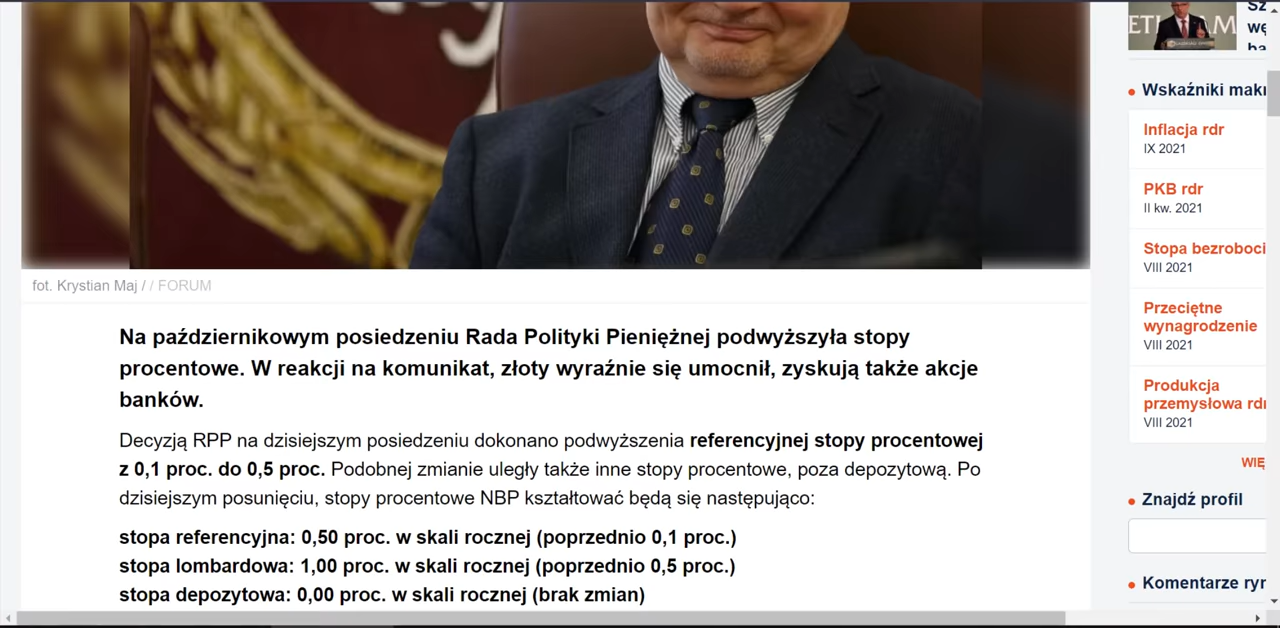 fot. Krystian Maj / / FORUM
Na październikowym posiedzeniu Rada Polityki Pieniężnej podwyższyła stopy
procentowe. W reakcji na komunikat, złoty wyraźnie się umocnił, zyskują także akcje
banków.
Decyzją RPP na dzisiejszym posiedzeniu dokonano podwyższenia referencyjnej stopy procentowej
z 0,1 proc. do 0,5 proc. Podobnej zmianie uległy także inne stopy procentowe, poza depozytową. Po
dzisiejszym posunięciu, stopy procentowe NBP kształtować będą się następująco:
stopa referencyjna: 0,50 proc. w skali rocznej (poprzednio 0,1 proc.)
stopa lombardowa: 1,00 proc. w skali rocznej (poprzednio 0,5 proc.)
stopa depozytowa: 0,00 proc. w skali rocznej (brak zmian)
Wskaźniki makr
Inflacja rdr
IX 2021
PKB rdr
II kw. 2021
Stopa bezroboci
VIII 2021
Przeciętne
wynagrodzenie
VIII 2021
Produkcja
przemysłowa rdr
VIII 2021
WIĘ
Znajdź profil
Komentarze ryn